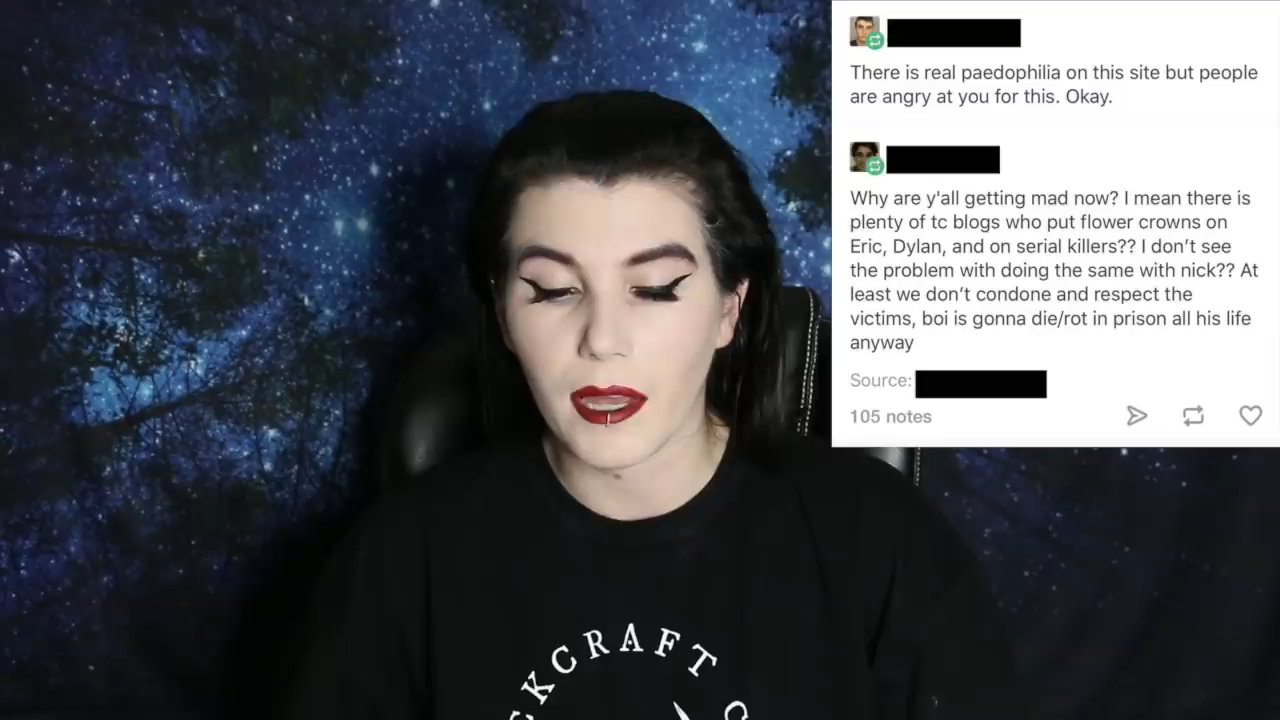 There is real paedophilia on this site but people
are angry at you for this. Okay.
Why are y'all getting mad now? I mean there is
plenty of tc blogs who put flower crowns on
Eric, Dylan, and on serial killers?? I don’t see
the problem with doing the same with nick?? At
least we don’t condone and respect the
victims, boi is gonna die/rot in prison all his life
anyway
Source:
105 notes